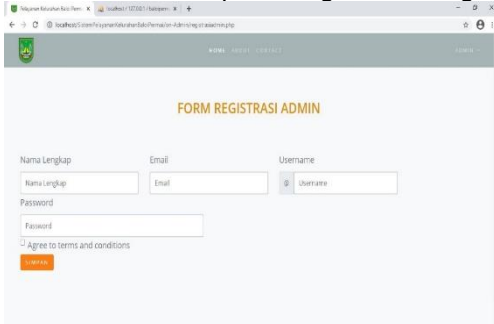 HOME ABOUT CONTACT
ADMIN
FORM REGISTRASI ADMIN
Nama Lengkap Email Username
Nama Lengkap Email @ Username
Password
Password
Agree to terms and conditions